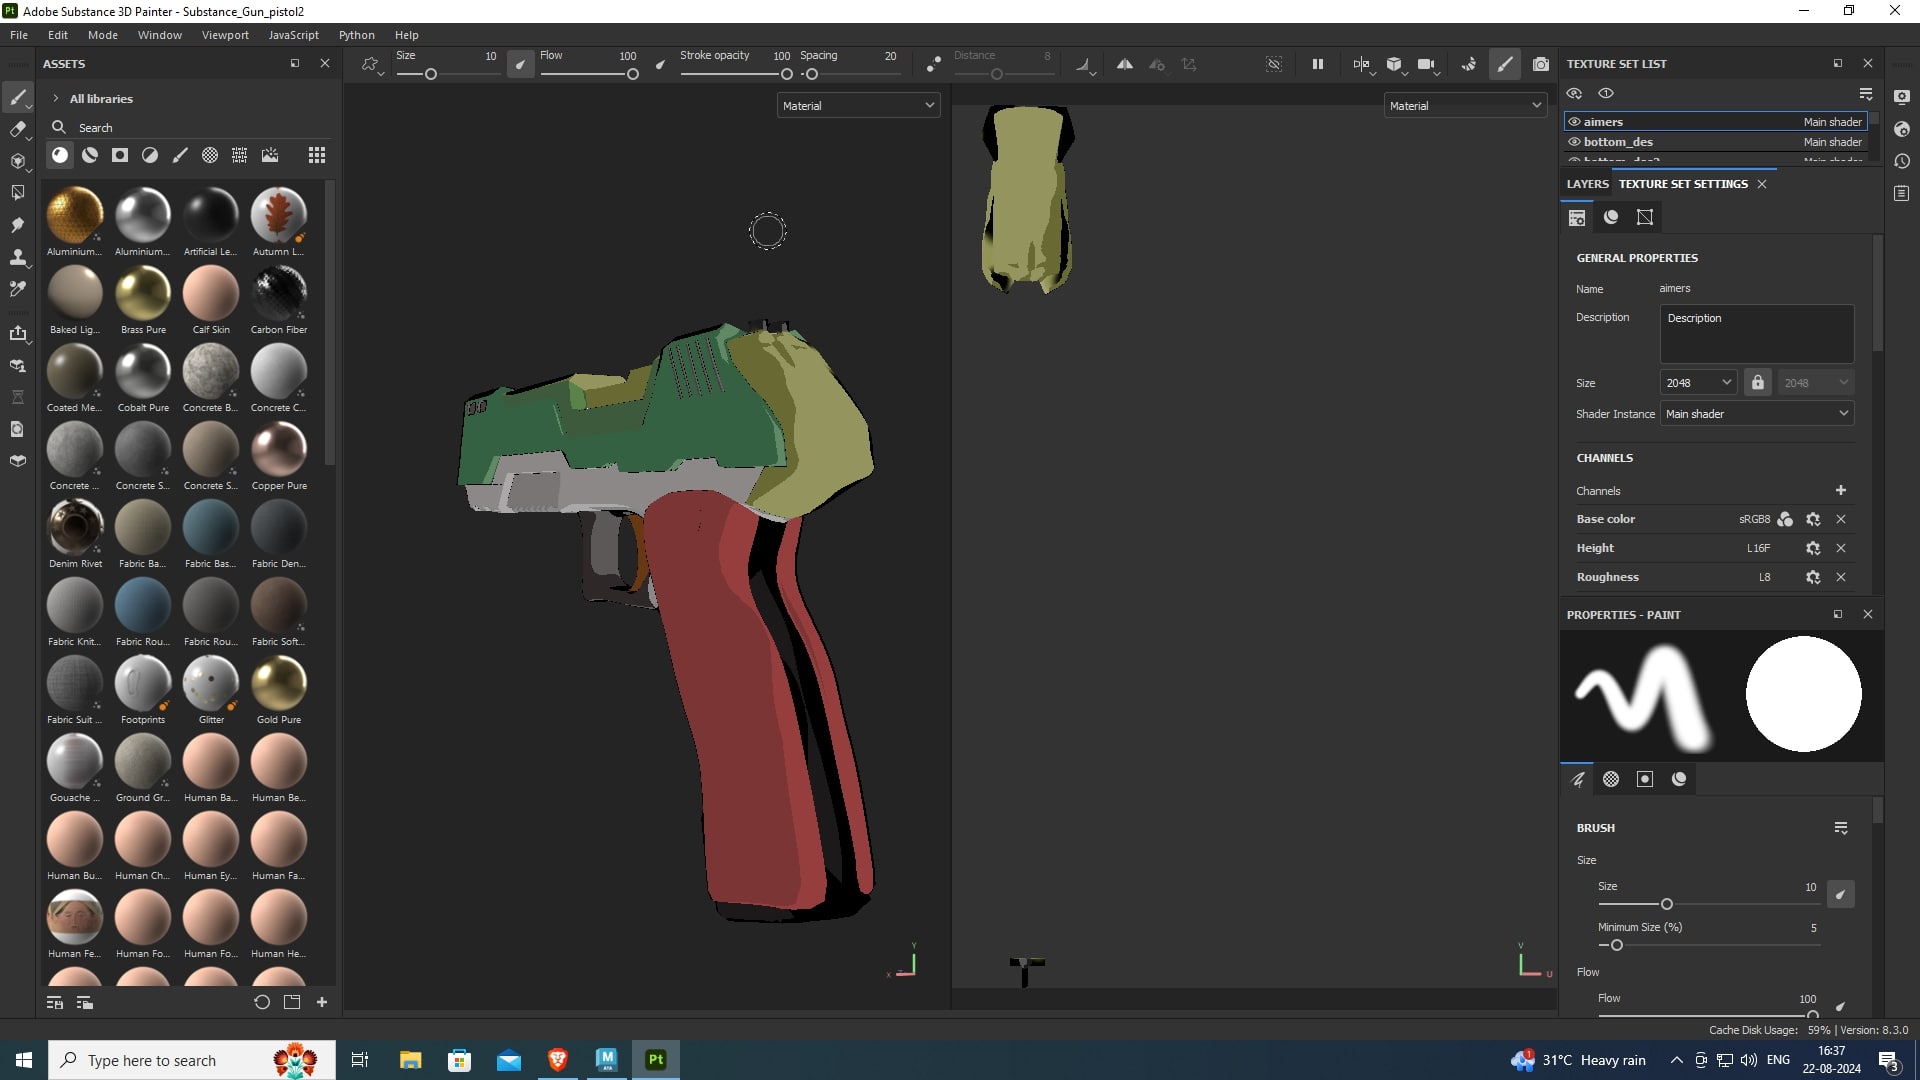 Pt Adobe Substance 3D Painter - Substance_Gun_pistol2
File Edit Mode Window Viewport JavaScript Python Help
ASSETS
All libraries
Search
Aluminium... Aluminium... Artificial Le... Autumn L...
Baked Lig... Brass Pure Calf Skin Carbon Fiber
Coated Me... Cobalt Pure Concrete B... Concrete C...
Concrete ... Concrete S... Concrete S... Copper Pure
Denim Rivet Fabric Ba... Fabric Bas... Fabric Den...
Fabric Knit... Fabric Rou... Fabric Rou... Fabric Soft...
Fabric Suit ... Footprints Glitter Gold Pure
Gouache ... Ground Gr... Human Ba... Human Be...
Human Bu... Human Ch... Human Ey... Human Fa...
Human Fe... Human Fo... Human Fo... Human He...
Size 10 Flow 100 Stroke opacity 100 Spacing 20 Distance 8
Material
Material
Y
X Z
V
U
TEXTURE SET LIST
aimers Main shader
bottom_des Main shader
bottom_des2 Main shader
LAYERS TEXTURE SET SETTINGS
GENERAL PROPERTIES
Name aimers
Description Description
Size 2048 2048
Shader Instance Main shader
CHANNELS
Channels
Base color sRGB8
Height L16F
Roughness L8
PROPERTIES - PAINT
BRUSH
Size
Size 10
Minimum Size (%) 5
Flow
Flow 100
Cache Disk Usage: 59% | Version: 8.3.0
Type here to search
M
Pt
1
31°C Heavy rain
ENG
16:37
22-08-2024
3